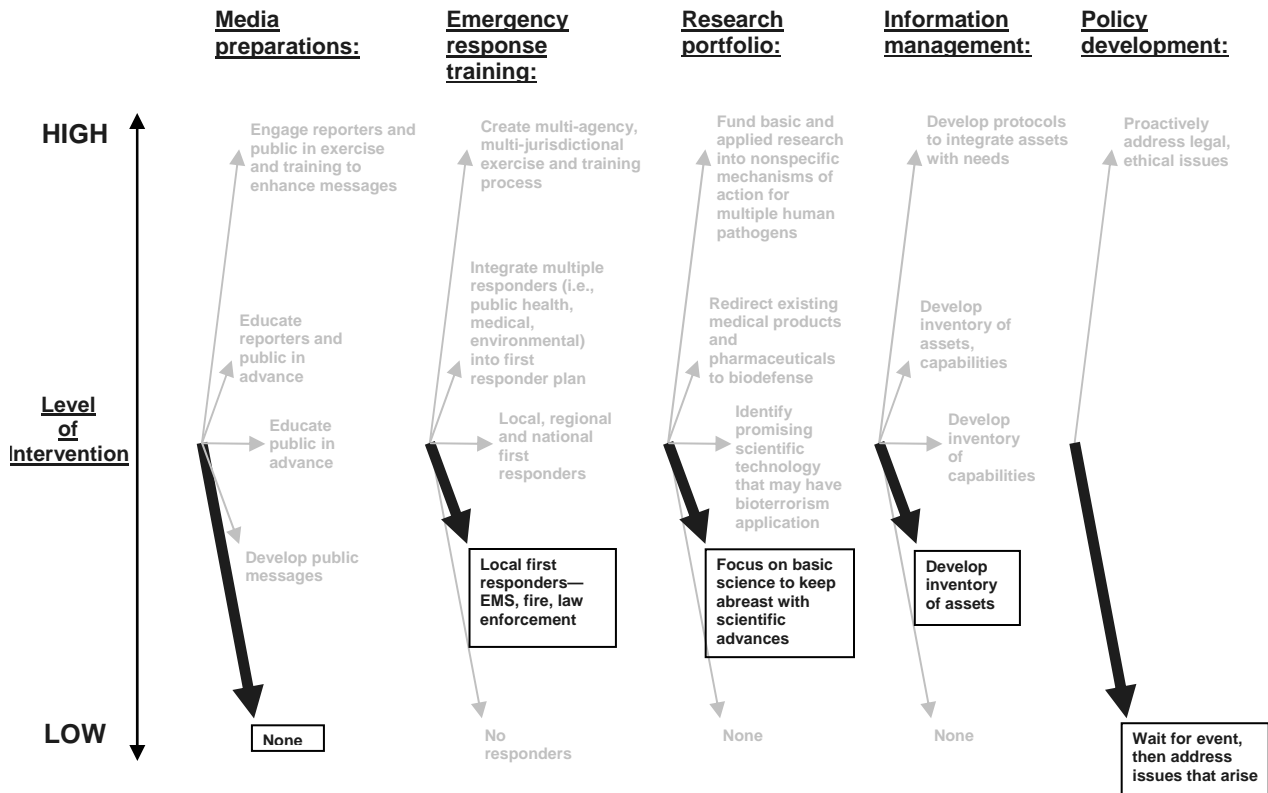 Media
preparations:
Emergency
response
training:
Research
portfolio:
Information
management:
Policy
development:
HIGH
Engage reporters and
public in exercise
and training to
enhance messages
Create multi-agency,
multi-jurisdictional
exercise and training
process
Fund basic and
applied research
into nonspecific
mechanisms of
action for
multiple human
pathogens
Develop protocols
to integrate assets
with needs
Proactively
address legal,
ethical issues
Educate
reporters and
public in
advance
Integrate multiple
responders (i.e.,
public health,
medical,
environmental)
into first
responder plan
Redirect existing
medical products
and
pharmaceuticals
to biodefense
Develop
inventory of
assets,
capabilities
Level
of
Intervention
Educate
public in
advance
Local, regional
and national
first
responders
Identify
promising
scientific
technology
that may have
bioterrorism
application
Develop
inventory
of
capabilities
Develop public
messages
Local first
responders—
EMS, fire, law
enforcement
Focus on basic
science to keep
abreast with
scientific
advances
Develop
inventory
of assets
LOW
None
No
responders
None
None
Wait for event,
then address
issues that arise